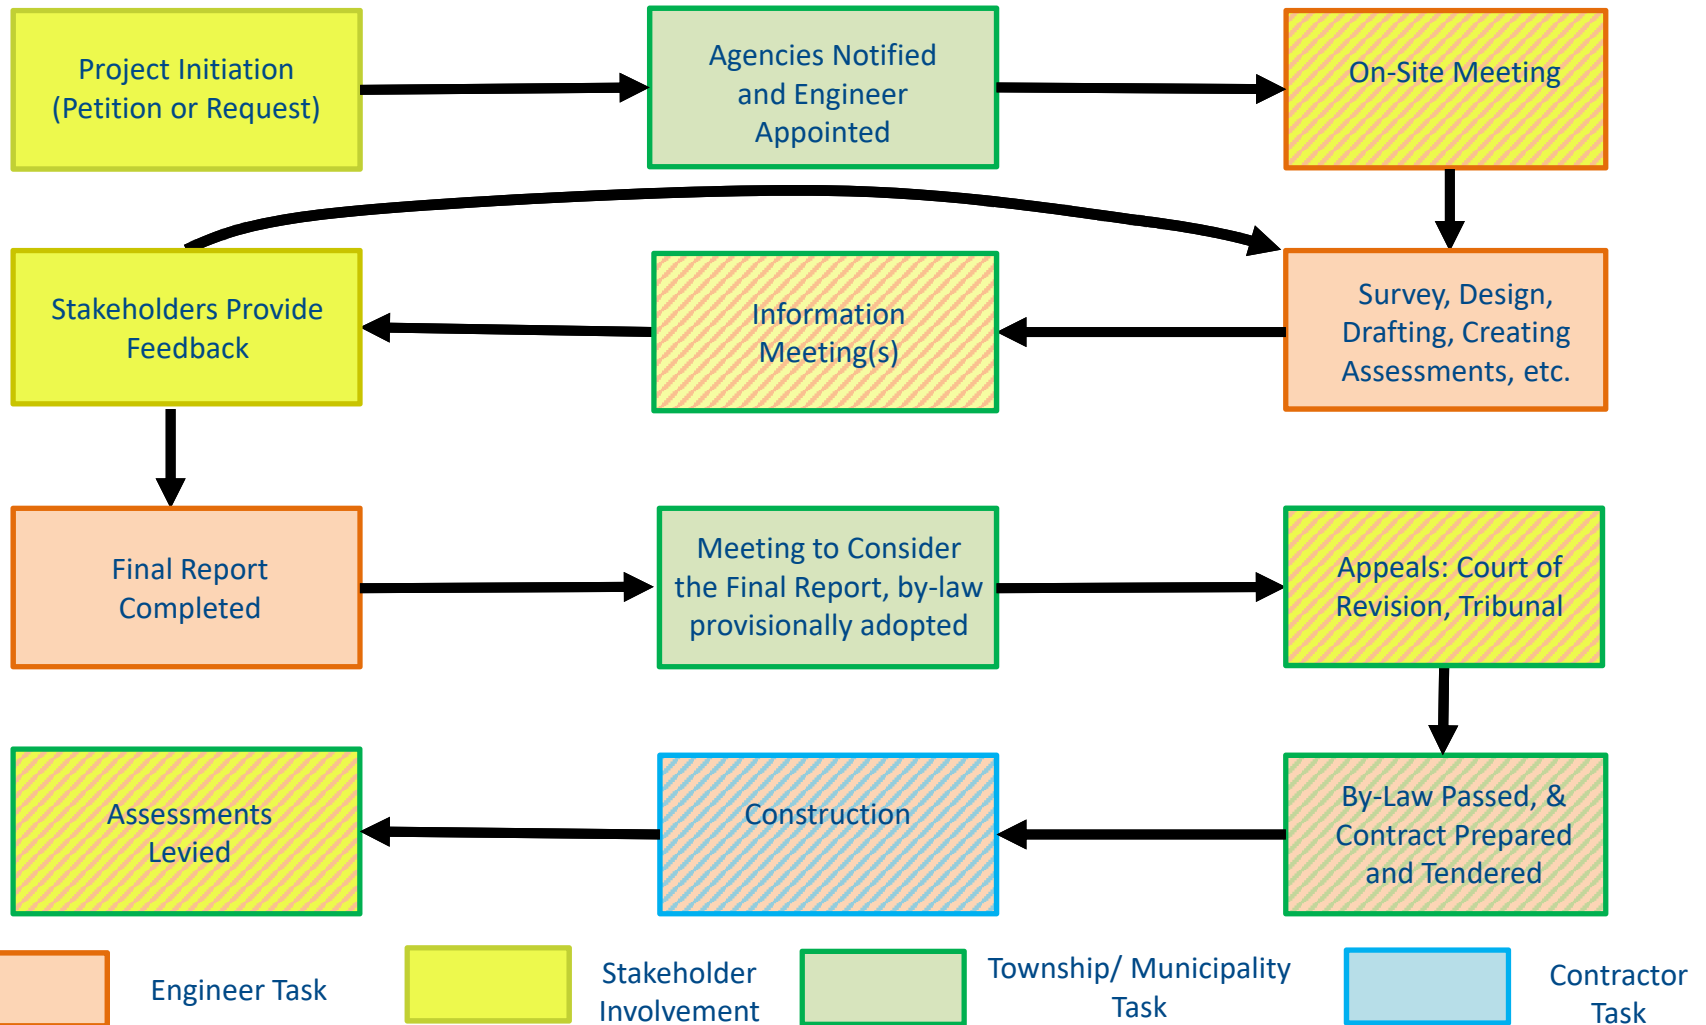 Project Initiation
(Petition or Request)
Agencies Notified
and Engineer
Appointed
On-Site Meeting
Stakeholders Provide
Feedback
Information
Meeting(s)
Survey, Design,
Drafting, Creating
Assessments, etc.
Final Report
Completed
Meeting to Consider
the Final Report, by-law
provisionally adopted
Appeals: Court of
Revision, Tribunal
Assessments
Levied
Construction
By-Law Passed, &
Contract Prepared
and Tendered
Engineer Task
Stakeholder
Involvement
Township/ Municipality
Task
Contractor
Task